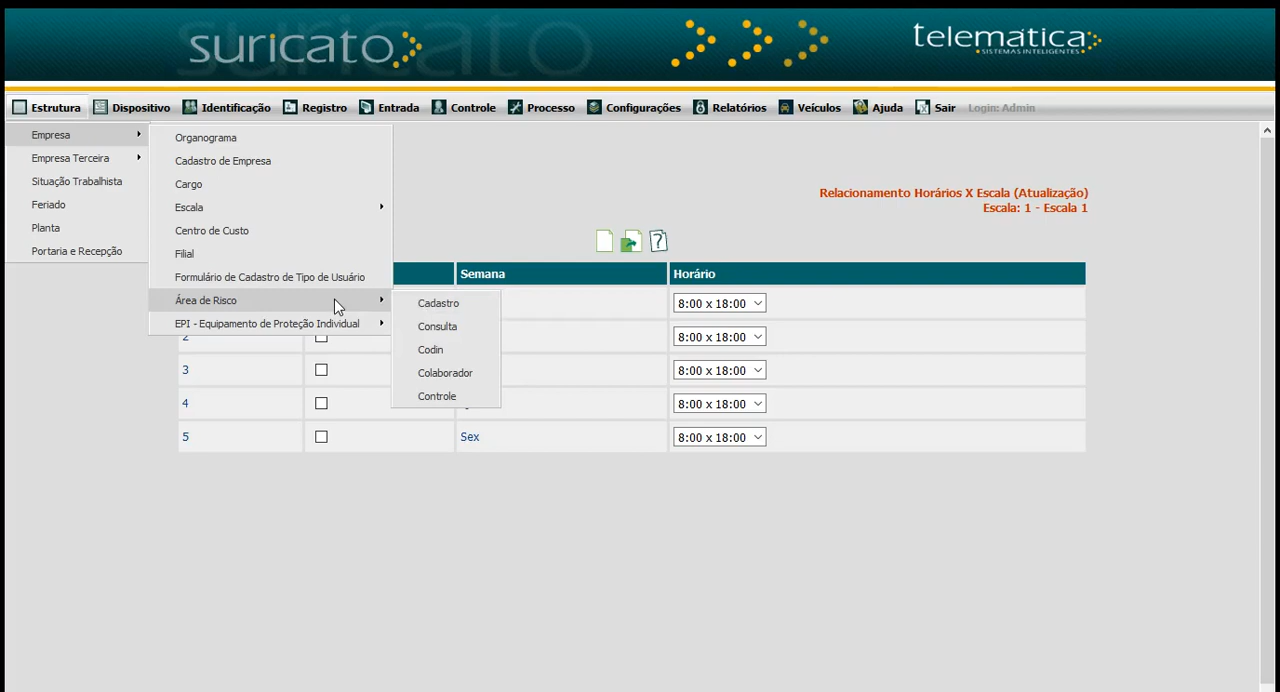 suricato
telemática
SISTEMAS INTELIGENTES
Estrutura Dispositivo Identificação Registro Entrada Controle Processo Configurações Relatórios Veículos Ajuda Sair Login: Admin
Empresa
Empresa Terceira
Situação Trabalhista
Feriado
Planta
Portaria e Recepção
Organograma
Cadastro de Empresa
Cargo
Escala
Centro de Custo
Filial
Formulário de Cadastro de Tipo de Usuário
Área de Risco
EPI - Equipamento de Proteção Individual
Cadastro
Consulta
Codin
Colaborador
Controle
Relacionamento Horários X Escala (Atualização)
Escala: 1 - Escala 1
Semana Horário
8:00 x 18:00
2 8:00 x 18:00
3 8:00 x 18:00
4 8:00 x 18:00
5 Sex 8:00 x 18:00